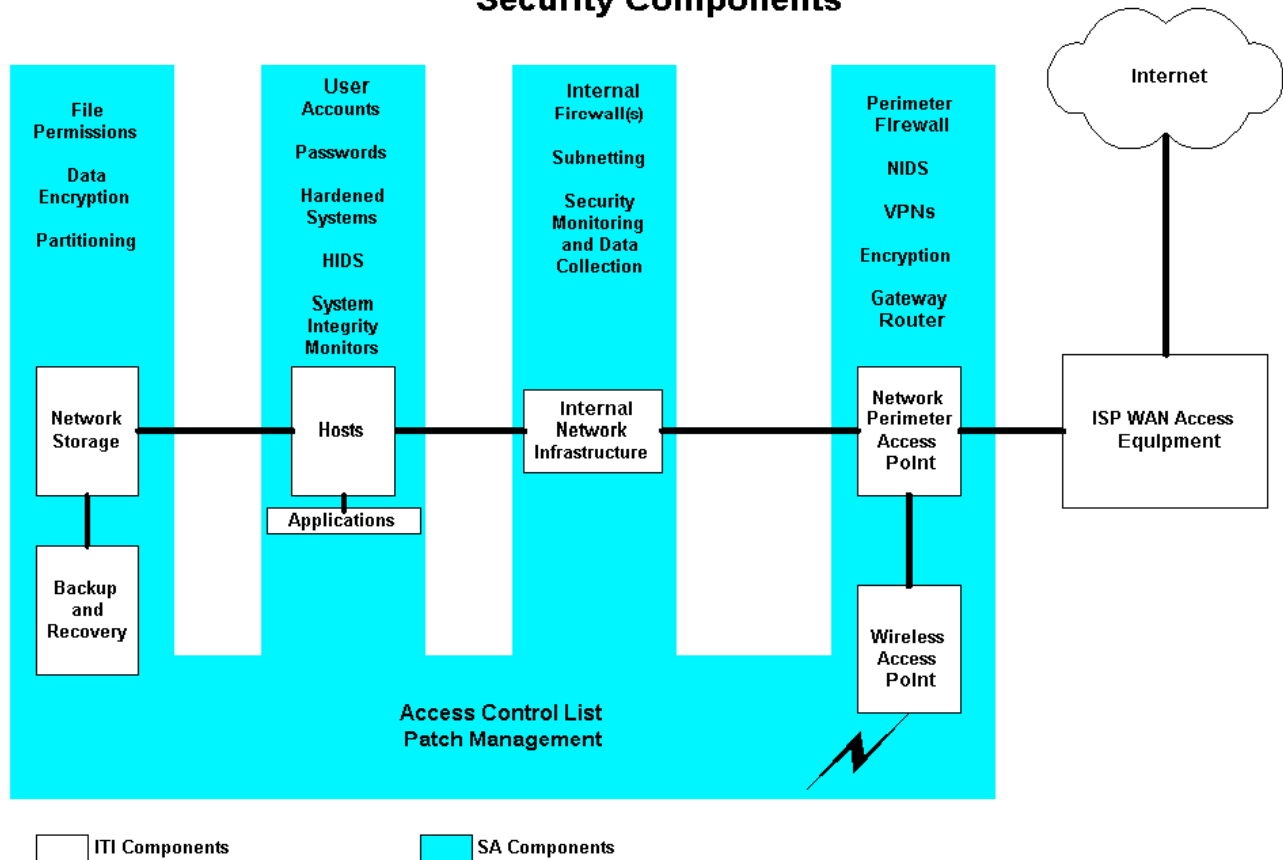 Security Components
Internet
File
Permissions
Data
Encryption
Partitioning
User
Accounts
Passwords
Hardened
Systems
HIDS
System
Integrity
Monitors
Internal
Firewall(s)
Subnetting
Security
Monitoring
and Data
Collection
Perimeter
Firewall
NIDS
VPNs
Encryption
Gateway
Router
Network
Storage
Hosts
Applications
Internal
Network
Infrastructure
Network
Perimeter
Access
Point
ISP WAN Access
Equipment
Backup
and
Recovery
Wireless
Access
Point
Access Control List
Patch Management
ITI Components
SA Components